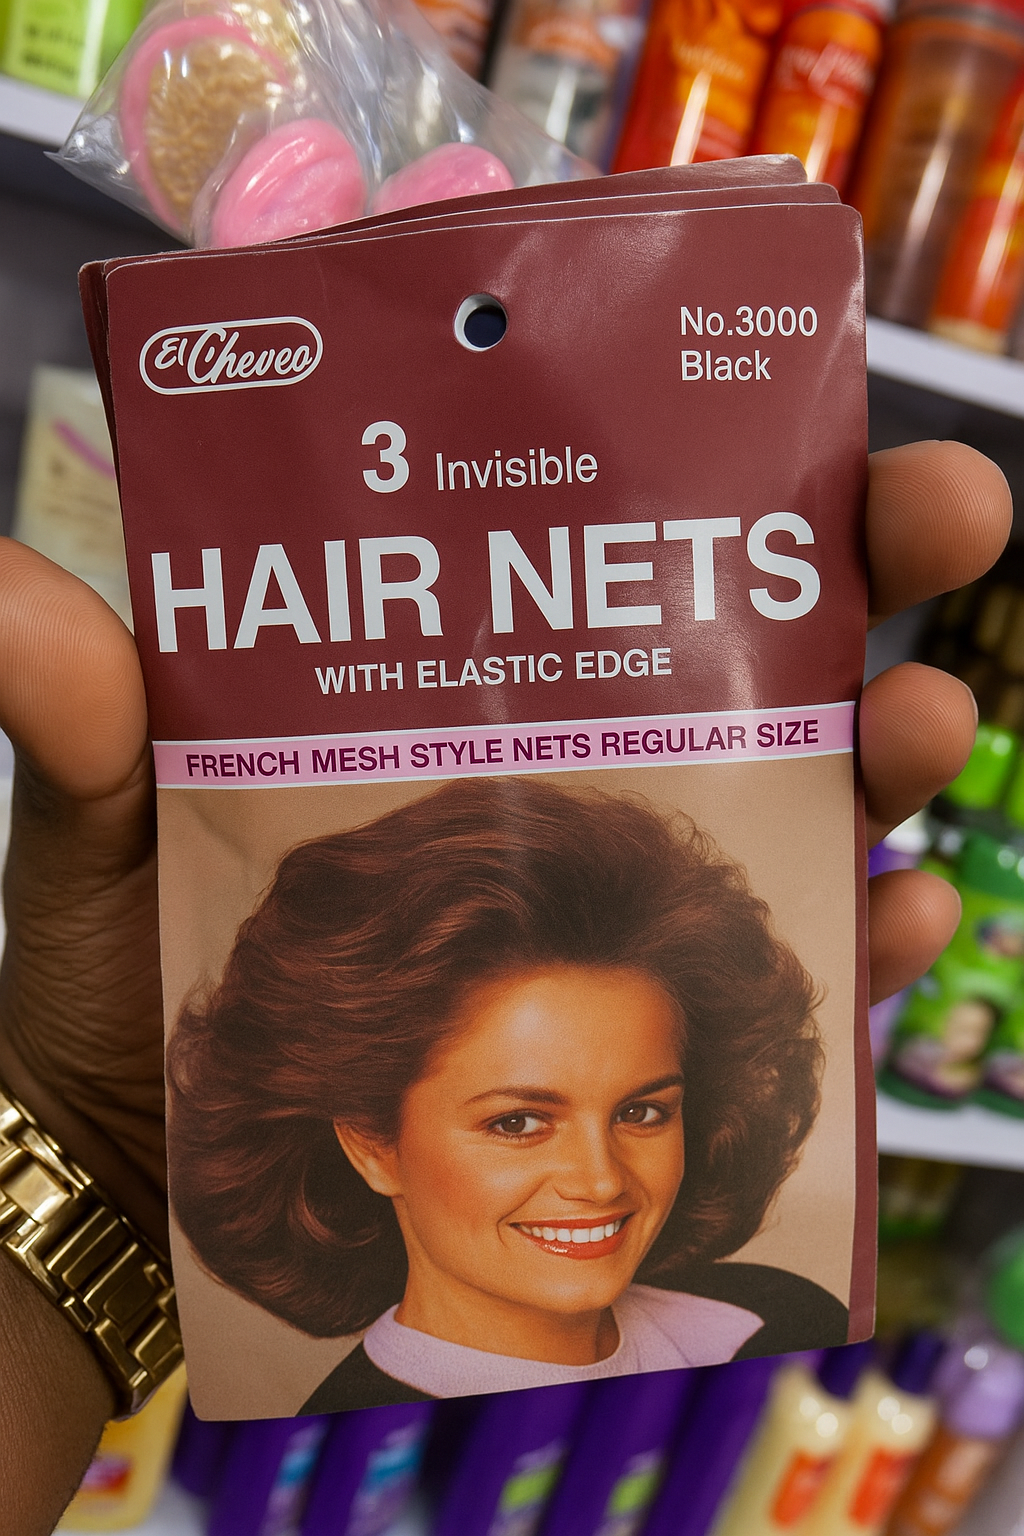 El Cheveo
No.3000
Black
3 Invisible
HAIR NETS
WITH ELASTIC EDGE
FRENCH MESH STYLE NETS REGULAR SIZE